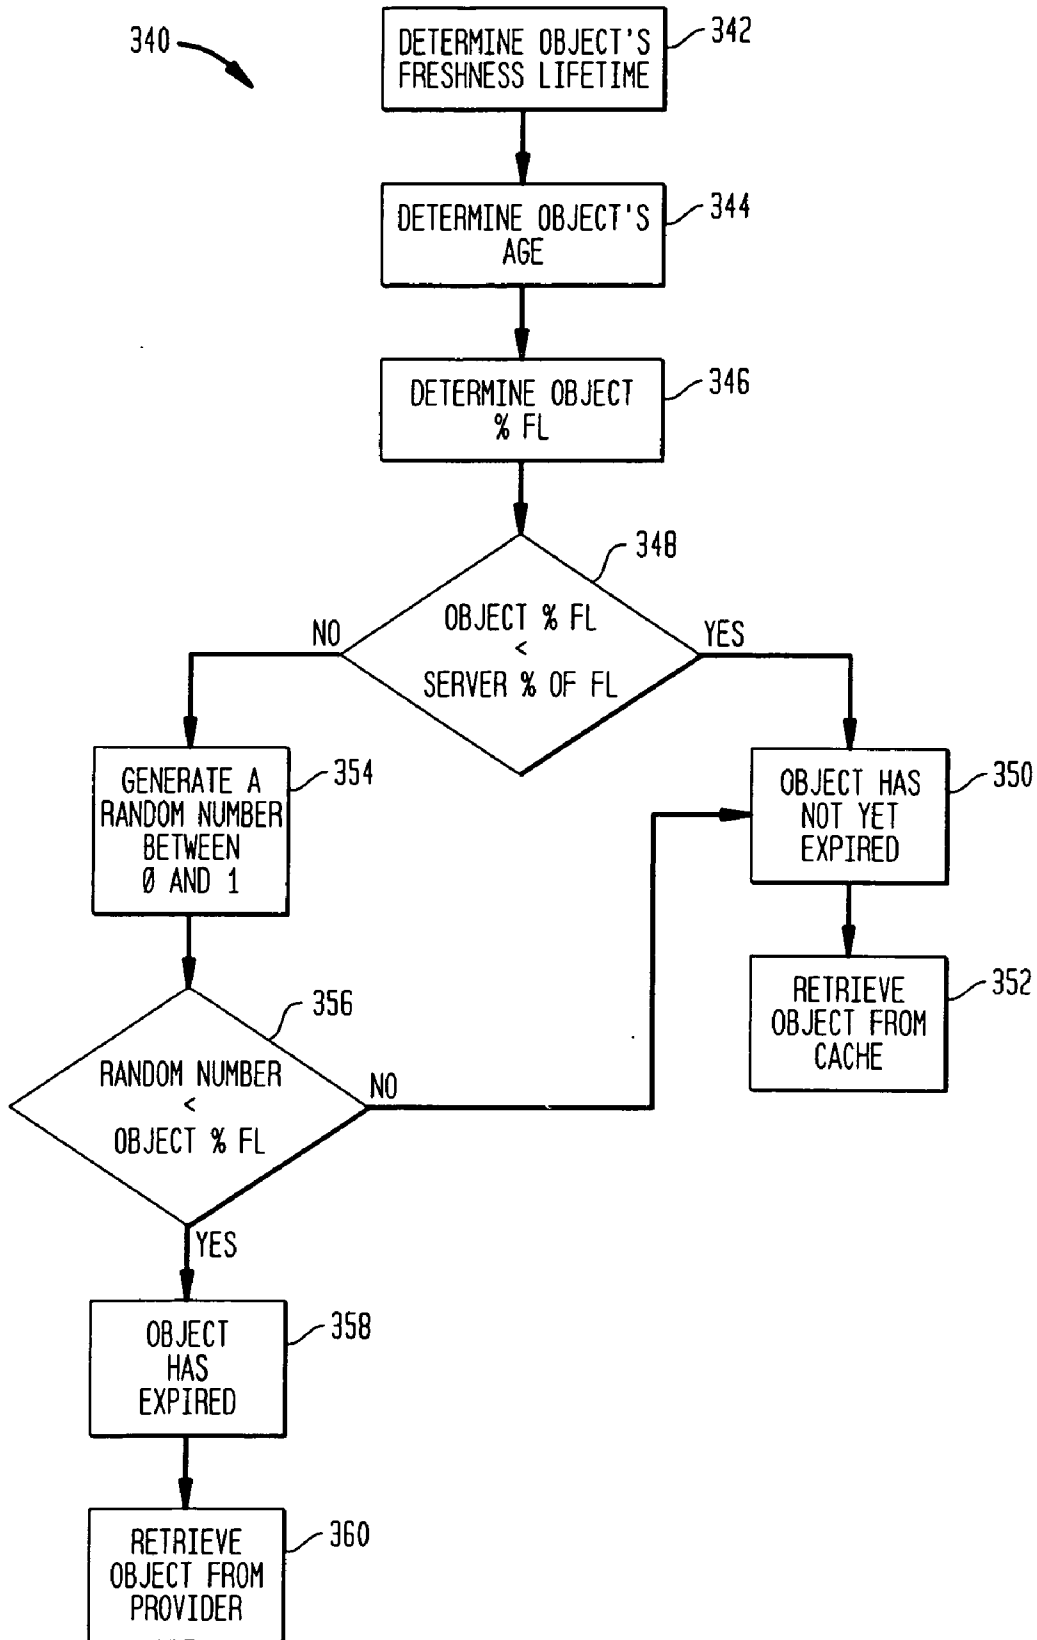 340
DETERMINE OBJECT'S
FRESHNESS LIFETIME
342
DETERMINE OBJECT'S
AGE
344
DETERMINE OBJECT
% FL
346
348
OBJECT % FL
<
SERVER % OF FL
NO
YES
GENERATE A
RANDOM NUMBER
BETWEEN
0 AND 1
354
OBJECT HAS
NOT YET
EXPIRED
350
RETRIEVE
OBJECT FROM
CACHE
352
356
RANDOM NUMBER
<
OBJECT % FL
NO
YES
OBJECT
HAS
EXPIRED
358
RETRIEVE
OBJECT FROM
PROVIDER
360